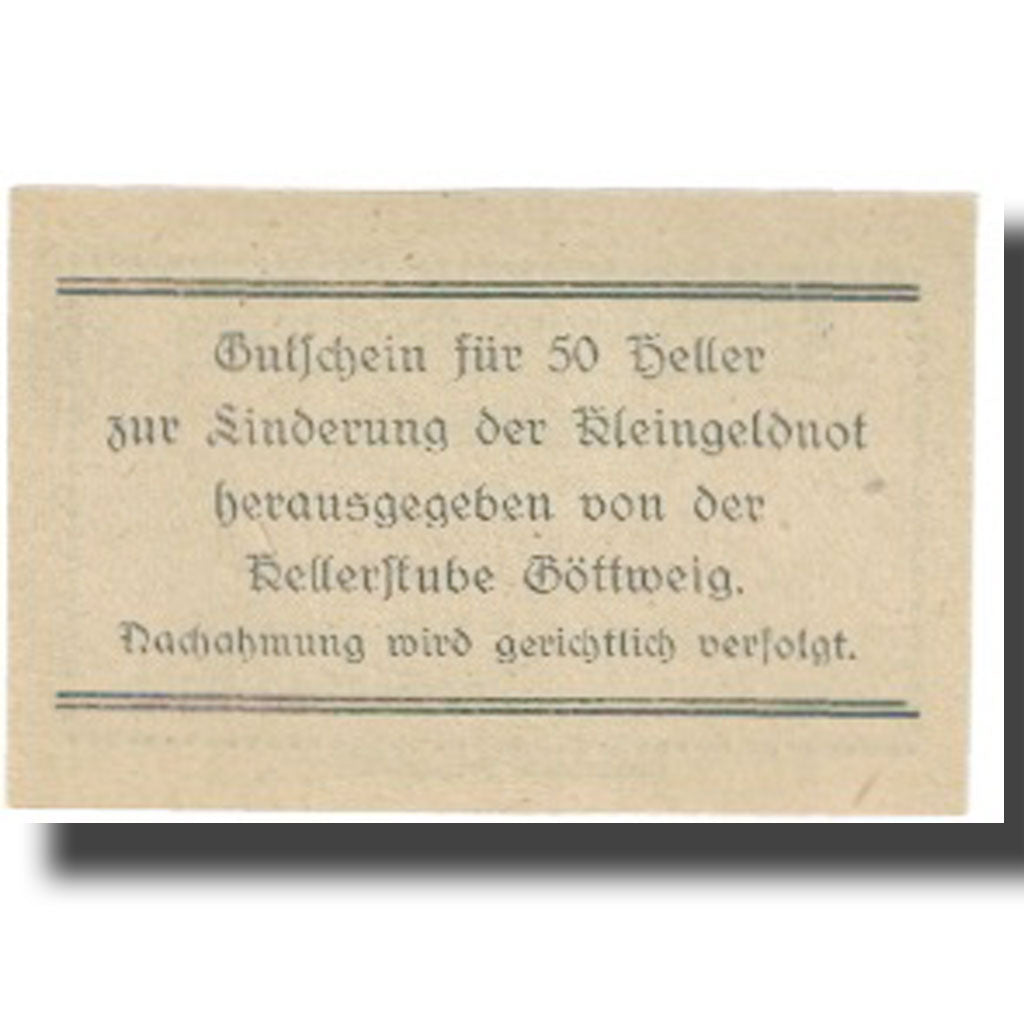 Gutschein für 50 Heller
zur Linderung der Kleingeldnot
herausgegeben von der
Kellerstube Göttweig.
Nachahmung wird gerichtlich verfolgt.